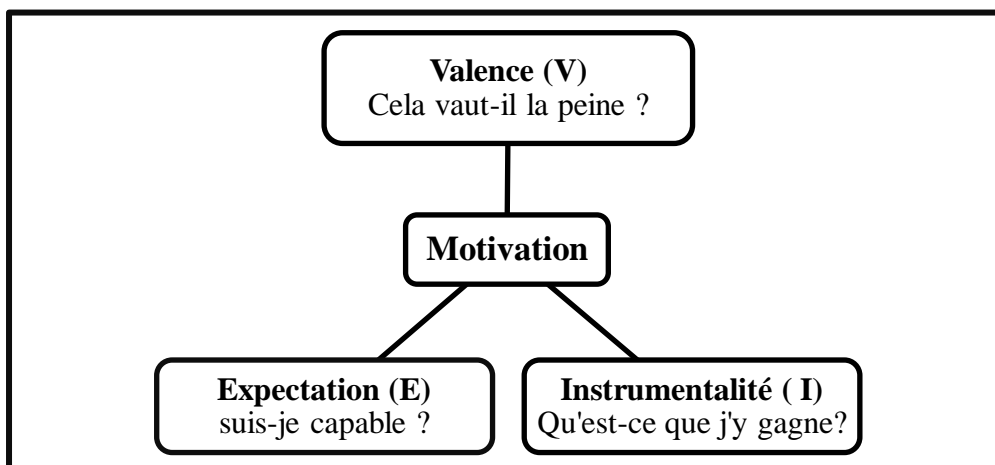 Valence (V)
Cela vaut-il la peine ?
Motivation
Expectation (E)
suis-je capable ?
Instrumentalité ( I)
Qu'est-ce que j'y gagne?